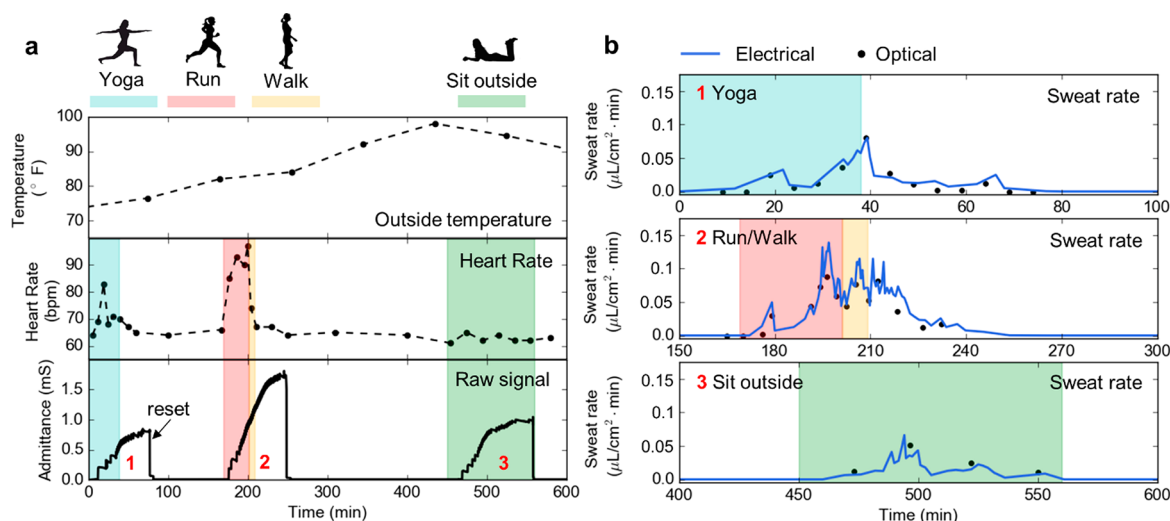 a
Yoga
Run
Walk
Sit outside
Temperature
(° F)
100
90
80
70
Outside temperature
Heart Rate
(bpm)
90
80
70
60
Heart Rate
Admittance (mS)
1.5
1.0
0.5
0.0
Raw signal
reset
1
2
3
0 100 200 300 400 500 600
Time (min)
b
Electrical Optical
Sweat rate
(μL/cm² · min)
0.15
0.1
0.05
0.0
1 Yoga
Sweat rate
0 20 40 60 80 100
Sweat rate
(μL/cm² · min)
0.15
0.1
0.05
0.0
2 Run/Walk
Sweat rate
150 180 210 240 270 300
Sweat rate
(μL/cm² · min)
0.15
0.1
0.05
0.0
3 Sit outside
Sweat rate
400 450 500 550 600
Time (min)